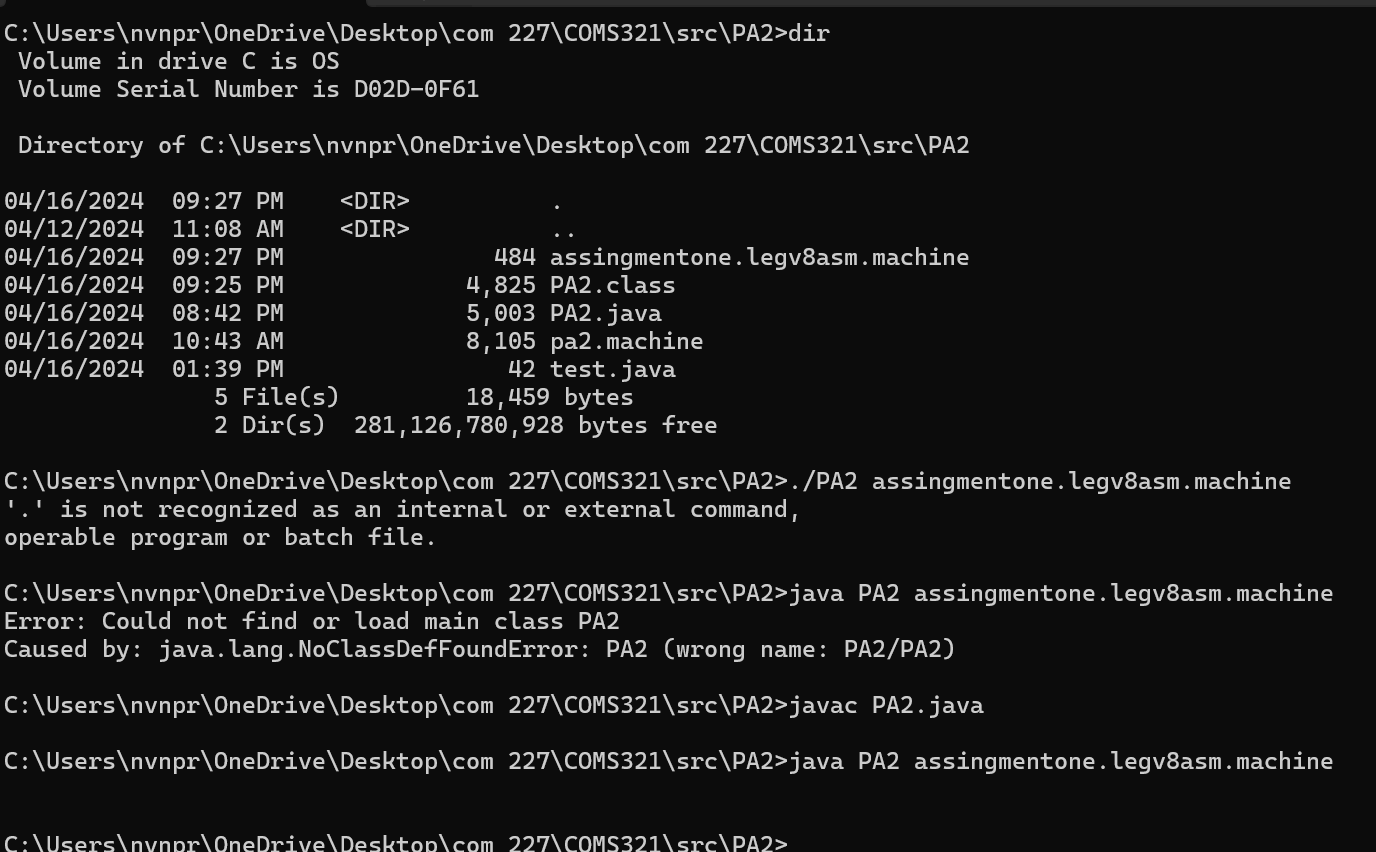 C:\Users\nvnpr\OneDrive\Desktop\com 227\COMS321\src\PA2>dir
 Volume in drive C is OS
 Volume Serial Number is D02D-0F61

 Directory of C:\Users\nvnpr\OneDrive\Desktop\com 227\COMS321\src\PA2

04/16/2024  09:27 PM    <DIR>          .
04/12/2024  11:08 AM    <DIR>          ..
04/16/2024  09:27 PM               484 assingmentone.legv8asm.machine
04/16/2024  09:25 PM             4,825 PA2.class
04/16/2024  08:42 PM             5,003 PA2.java
04/16/2024  10:43 AM             8,105 pa2.machine
04/16/2024  01:39 PM                42 test.java
               5 File(s)         18,459 bytes
               2 Dir(s)  281,126,780,928 bytes free

C:\Users\nvnpr\OneDrive\Desktop\com 227\COMS321\src\PA2>./PA2 assingmentone.legv8asm.machine
'.' is not recognized as an internal or external command,
operable program or batch file.

C:\Users\nvnpr\OneDrive\Desktop\com 227\COMS321\src\PA2>java PA2 assingmentone.legv8asm.machine
Error: Could not find or load main class PA2
Caused by: java.lang.NoClassDefFoundError: PA2 (wrong name: PA2/PA2)

C:\Users\nvnpr\OneDrive\Desktop\com 227\COMS321\src\PA2>javac PA2.java

C:\Users\nvnpr\OneDrive\Desktop\com 227\COMS321\src\PA2>java PA2 assingmentone.legv8asm.machine


C:\Users\nvnpr\OneDrive\Desktop\com 227\COMS321\src\PA2>